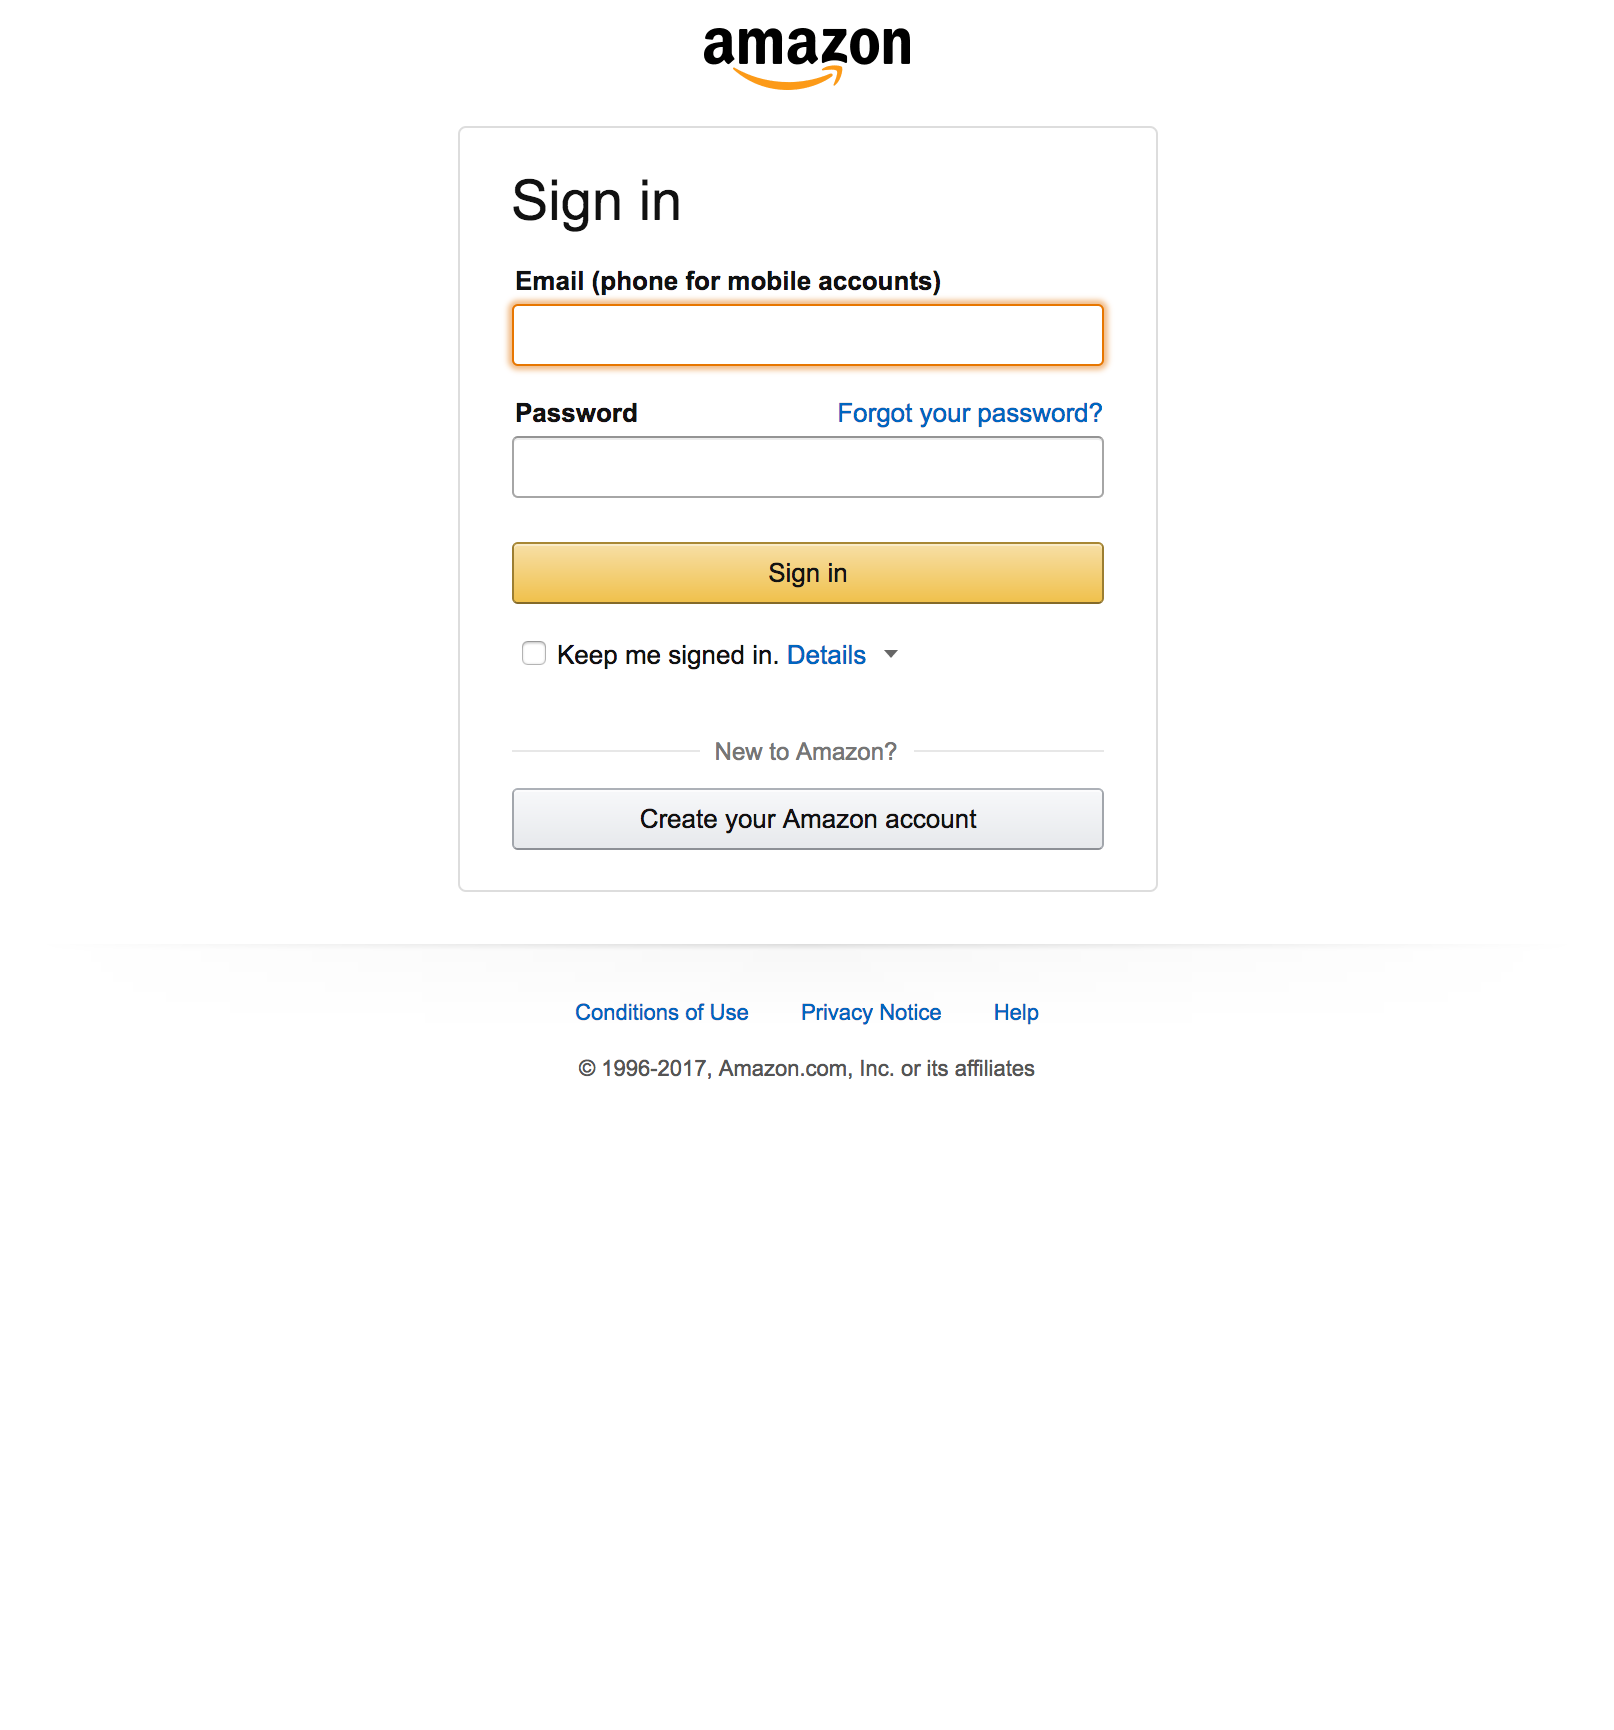 amazon
Sign in
Email (phone for mobile accounts)
Password Forgot your password?
Sign in
Keep me signed in. Details
New to Amazon?
Create your Amazon account
Conditions of Use Privacy Notice Help
© 1996-2017, Amazon.com, Inc. or its affiliates